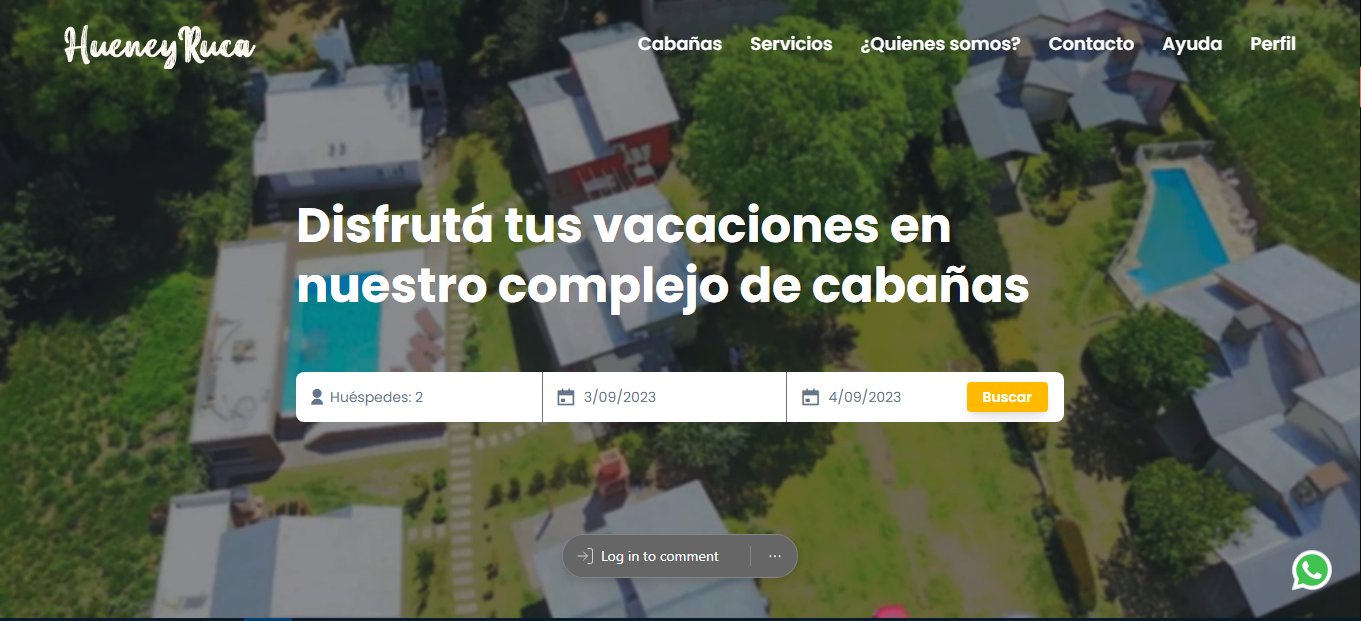 Hueney Ruca
Cabañas Servicios ¿Quienes somos? Contacto Ayuda Perfil
Disfrutá tus vacaciones en
nuestro complejo de cabañas
Huéspedes: 2 3/09/2023 4/09/2023 Buscar
Log in to comment ...